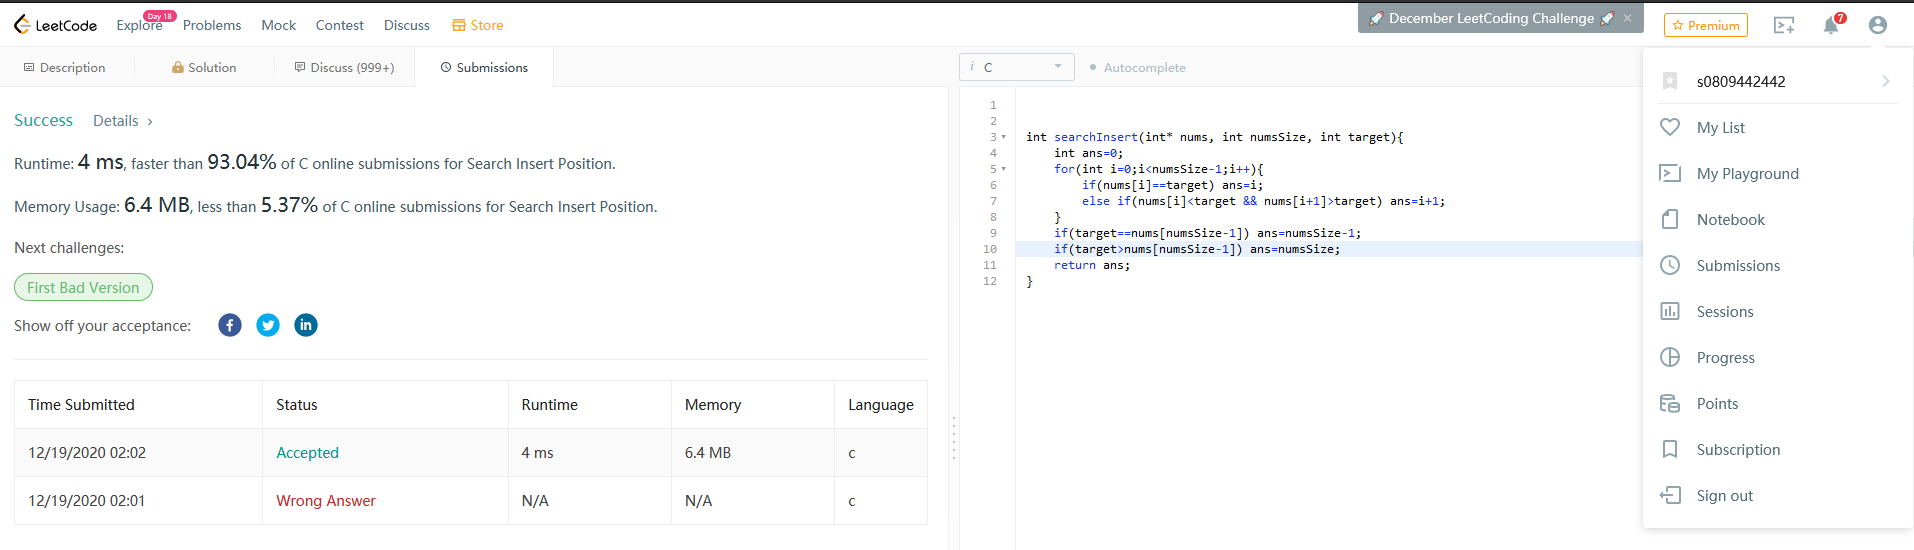 LeetCode Explore Day 18 Problems Mock Contest Discuss Store
🚀 December LeetCoding Challenge 🚀 ×
Premium 7
Description Solution Discuss (999+) Submissions
i C Autocomplete
Success Details ›
Runtime: 4 ms, faster than 93.04% of C online submissions for Search Insert Position.
Memory Usage: 6.4 MB, less than 5.37% of C online submissions for Search Insert Position.
Next challenges:
First Bad Version
Show off your acceptance:
Time Submitted Status Runtime Memory Language
12/19/2020 02:02 Accepted 4 ms 6.4 MB c
12/19/2020 02:01 Wrong Answer N/A N/A c
1
2
3 int searchInsert(int* nums, int numsSize, int target){
4     int ans=0;
5     for(int i=0;i<numsSize-1;i++){
6         if(nums[i]==target) ans=i;
7         else if(nums[i]<target && nums[i+1]>target) ans=i+1;
8     }
9     if(target==nums[numsSize-1]) ans=numsSize-1;
10     if(target>nums[numsSize-1]) ans=numsSize;
11     return ans;
12 }
s0809442442
My List
My Playground
Notebook
Submissions
Sessions
Progress
Points
Subscription
Sign out